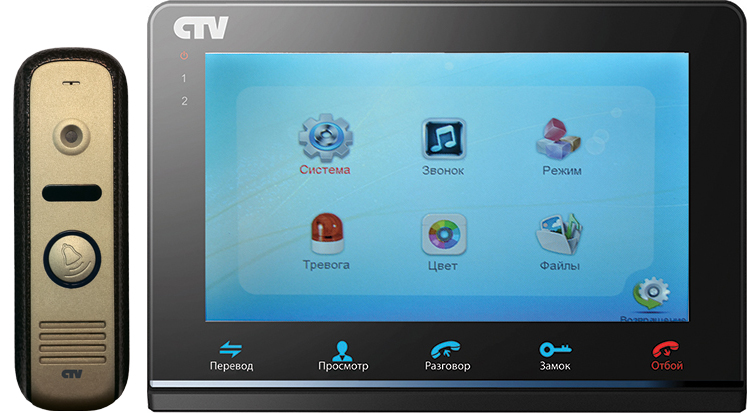 CTV
1
2
Система Звонок Режим
Тревога Цвет Файлы
Возвращение
Перевод Просмотр Разговор Замок Отбой
CTV